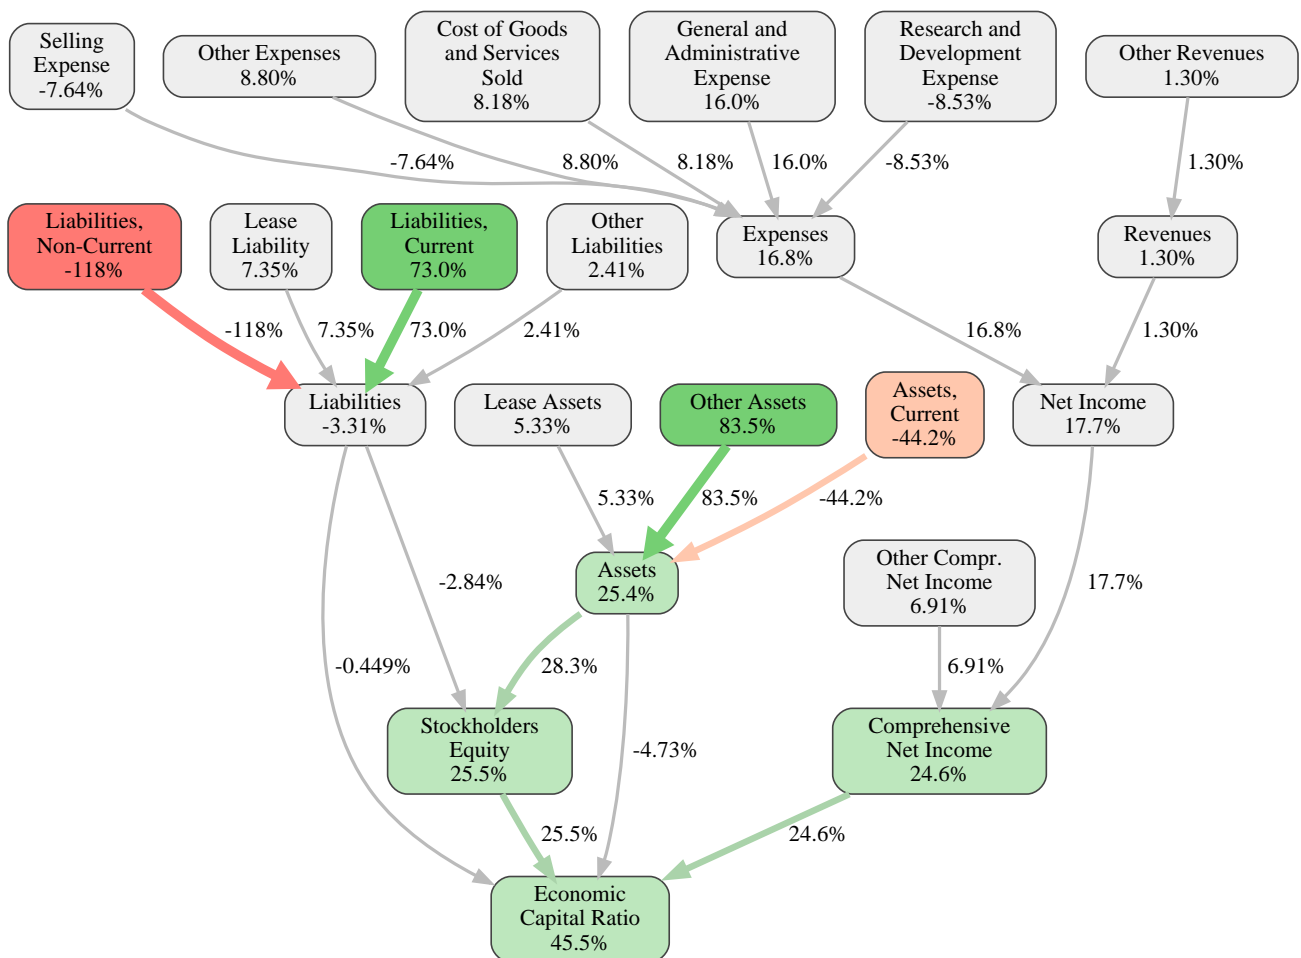 Selling
Expense
-7.64%
Other Expenses
8.80%
Cost of Goods
and Services
Sold
8.18%
General and
Administrative
Expense
16.0%
Research and
Development
Expense
-8.53%
Other Revenues
1.30%
-7.64%
8.80%
8.18%
16.0%
-8.53%
1.30%
Liabilities,
Non-Current
-118%
Lease
Liability
7.35%
Liabilities,
Current
73.0%
Other
Liabilities
2.41%
Expenses
16.8%
Revenues
1.30%
-118%
7.35%
73.0%
2.41%
16.8%
1.30%
Liabilities
-3.31%
Lease Assets
5.33%
Other Assets
83.5%
Assets,
Current
-44.2%
Net Income
17.7%
5.33%
83.5%
-44.2%
Assets
25.4%
Other Compr.
Net Income
6.91%
-2.84%
17.7%
-0.449%
28.3%
6.91%
Stockholders
Equity
25.5%
-4.73%
Comprehensive
Net Income
24.6%
25.5%
24.6%
Economic
Capital Ratio
45.5%